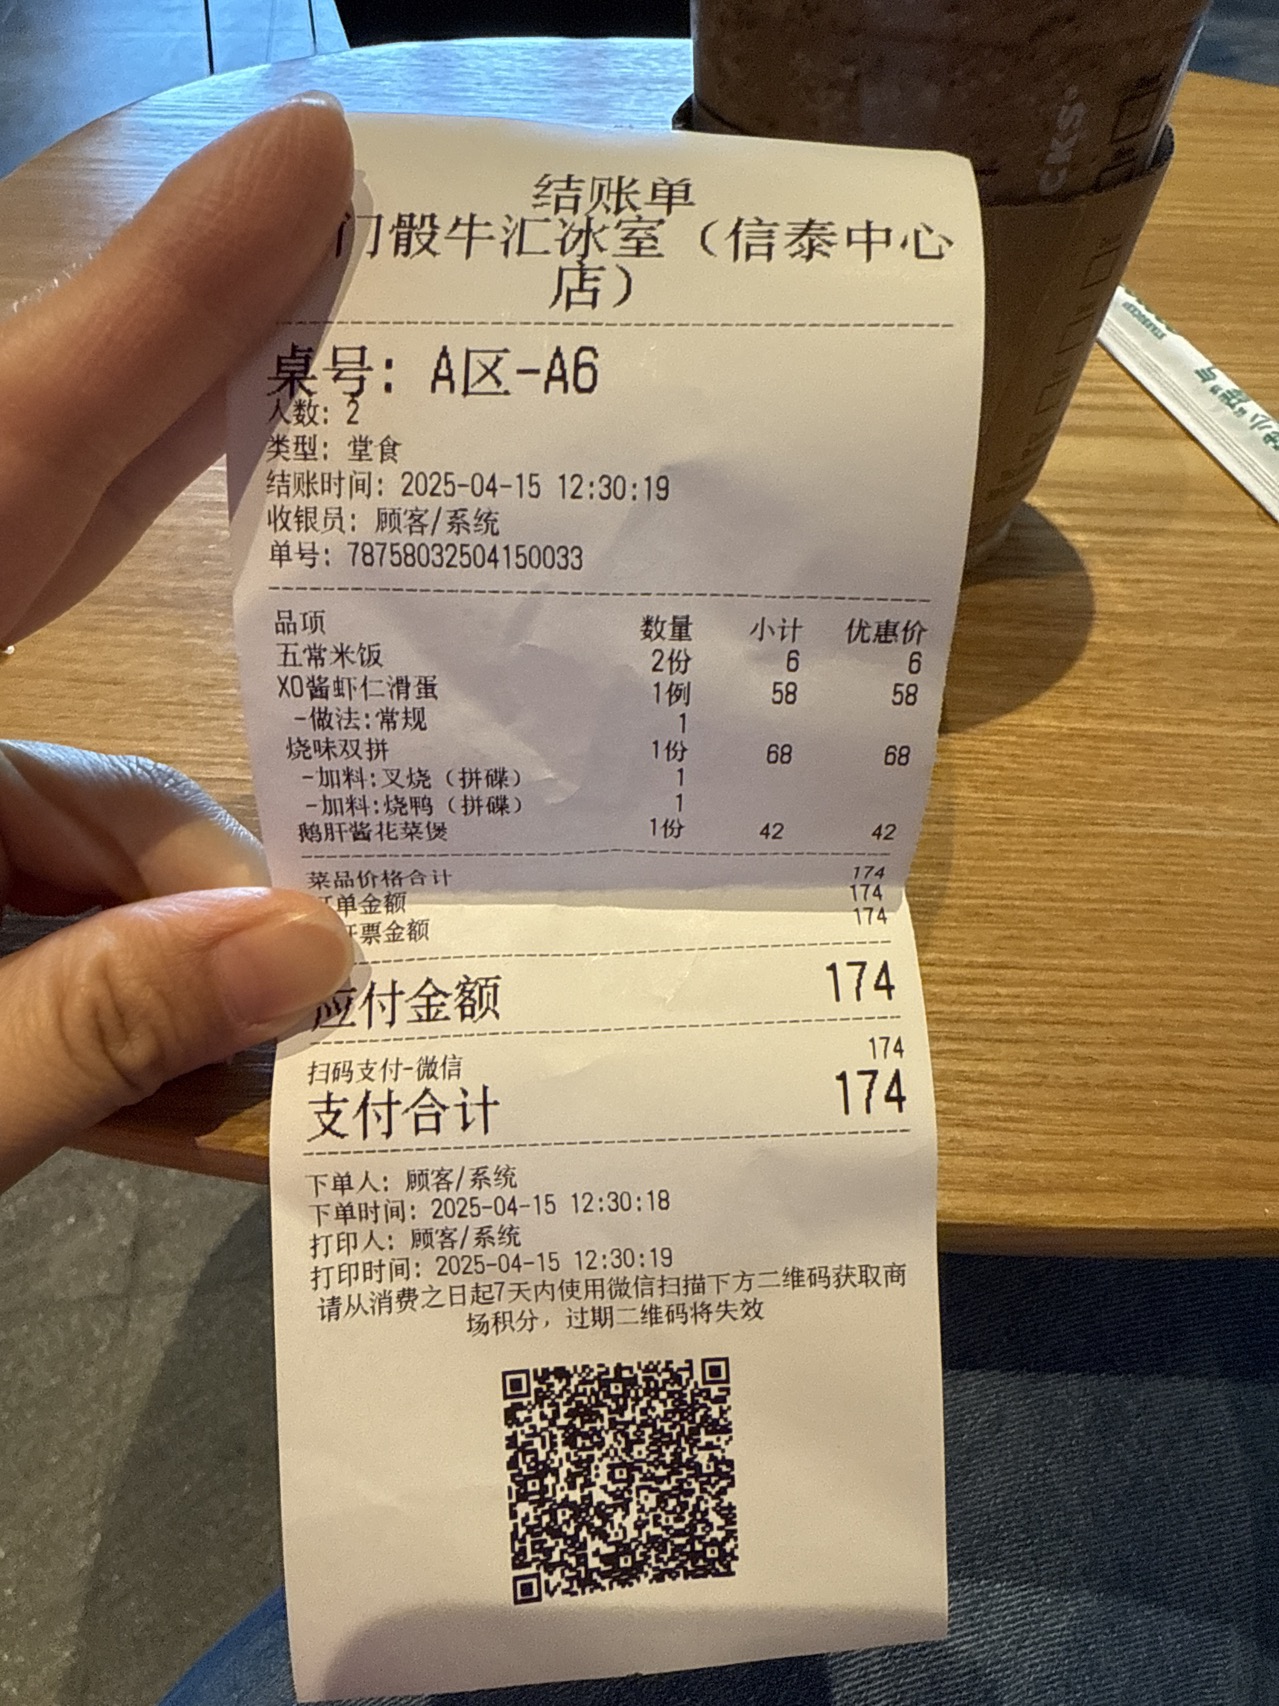 结账单
门骰牛汇冰室（信泰中心
店）
桌号: A区-A6
人数: 2
类型: 堂食
结账时间: 2025-04-15 12:30:19
收银员: 顾客/系统
单号: 78758032504150033
品项 数量 小计 优惠价
五常米饭 2份 6 6
XO酱虾仁滑蛋 1例 58 58
-做法:常规 1
烧味双拼 1份 68 68
-加料:叉烧（拼碟） 1
-加料:烧鸭（拼碟） 1
鹅肝酱花菜煲 1份 42 42
菜品价格合计 174
单金额 174
票金额 174
应付金额 174
扫码支付-微信 174
支付合计 174
下单人: 顾客/系统
下单时间: 2025-04-15 12:30:18
打印人: 顾客/系统
打印时间: 2025-04-15 12:30:19
请从消费之日起7天内使用微信扫描下方二维码获取商
场积分，过期二维码将失效
CKS